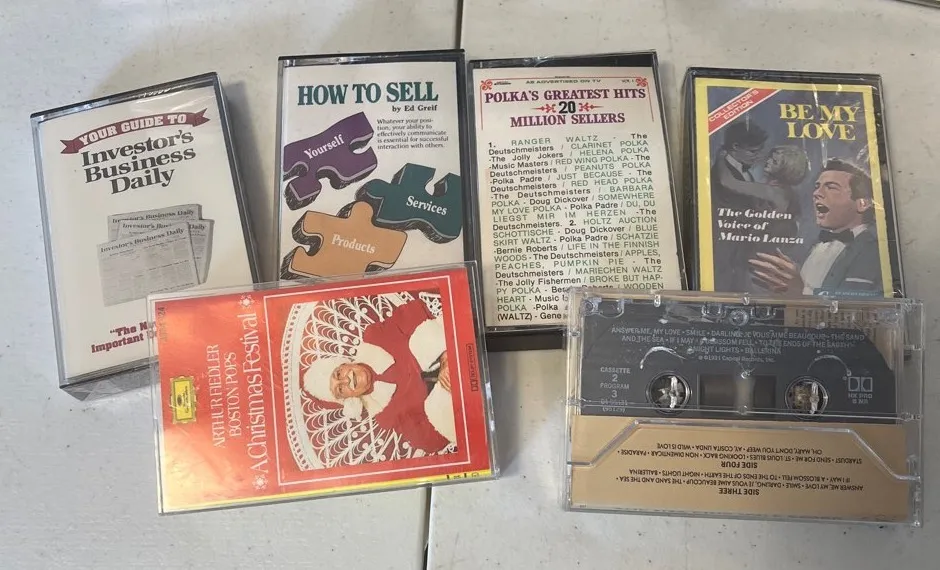 YOUR GUIDE TO
Investor's
Business
Daily
Investor's Business Daily
"The
Important
HOW TO SELL
by Ed Greif
Whatever your posi-
tion, your ability to
effectively communicate
is essential for successful
interaction with others.
Yourself
Services
Products
AS ADVERTISED ON TV
POLKA'S GREATEST HITS
20
MILLION SELLERS
1. RANGER WALTZ - The
Deutschmeisters / CLARINET POLKA
-The Jolly Jokers / HELENA POKA
-Music Masters / RED WING POLKA -The
Deutschmeisters / PEANUTS POLKA
-Polka Padre / JUST BECAUSE - The
Deutschmeisters / RED HEAD POLKA
-The Deutschmeisters / BARBARA
POLKA - Doug Dickover / SOMEWHERE
MY LOVE POLKA - Polka Padre / DU, DU
LIEGST MIR IM HERZEN -The
Deutschmeisters. 2. HOLTZ AUCTION
SCHOTTISCHE - Doug Dickover / BLUE
SKIRT WALTZ - Polka Padre / SCHATZIE
-Bernie Roberts / LIFE IN THE FINNISH
WOODS - The Deutschmeisters / APPLES,
PEACHES, PUMPKIN PIE - The
Deutschmeisters / MARIECHEN WALTZ
-The Jolly Fishermen / BROKE BUT HAP-
PY POLKA - / WOODEN
HEART - Music
POLKA -Polka
(WALTZ) - Gene
COLLECTOR'S
EDITION
BE MY
LOVE
The Golden
Voice of
Mario Lanza
ARTHUR FIEDLER
BOSTON POPS
A Christmas Festival
ANSWER ME, MY LOVE • SMILE • DARLING, JE VOUS AIME BEAUCOUP • THE SAND
AND THE SEA • IF I MAY • A BLOSSOM FELL • TO THE ENDS OF THE EARTH
NIGHT LIGHTS • BALLERINA
CASSETTE
2
PROGRAM
3
HX PRO
SIDE THREE
ANSWER ME, MY LOVE • SMILE • DARLING, JE VOUS AIME BEAUCOUP • THE SAND AND THE SEA
IF I MAY • A BLOSSOM FELL • TO THE ENDS OF THE EARTH • NIGHT LIGHTS • BALLERINA
SIDE FOUR
STARDUST • SEND FOR ME • ST. LOUIS BLUES • LOOKING BACK • NON DIMENTICAR • PARADISE
OH, MARY, DON'T YOU WEEP • AY, COSITA LINDA • WILD IS LOVE